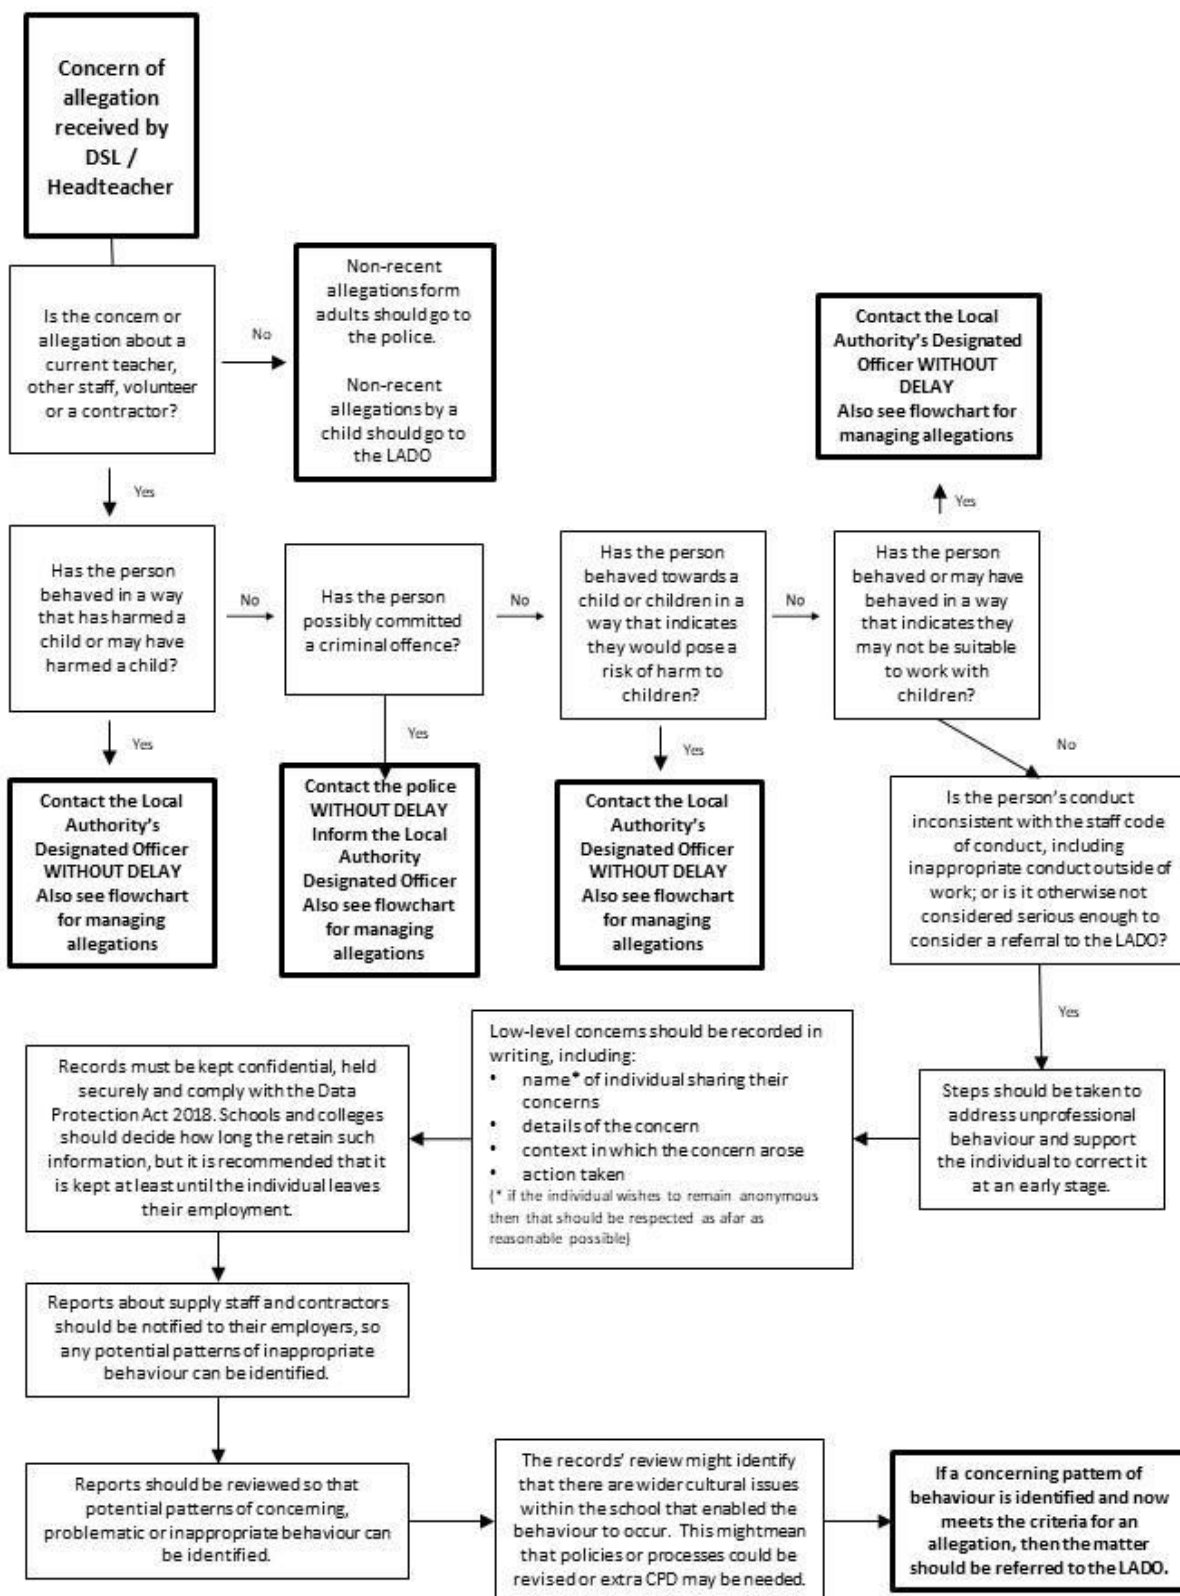 Concern of
allegation
received by
DSL /
Headteacher
Is the concern or
allegation about a
current teacher,
other staff, volunteer
or a contractor?
No
Non-recent
allegations form
adults should go to
the police.
Non-recent
allegations by a
child should go to
the LADO
Yes
Contact the Local
Authority's Designated
Officer WITHOUT
DELAY
Also see flowchart for
managing allegations
Yes
Has the person
behaved in a way
that has harmed a
child or may have
harmed a child?
No
Has the person
possibly committed
a criminal offence?
No
Has the person
behaved towards a
child or children in a
way that indicates
they would pose a
risk of harm to
children?
No
Has the person
behaved or may have
behaved in a way
that indicates they
may not be suitable
to work with
children?
Yes
Yes
Yes
No
Contact the Local
Authority's
Designated Officer
WITHOUT DELAY
Also see flowchart
for managing
allegations
Contact the police
WITHOUT DELAY
Inform the Local
Authority
Designated Officer
Also see flowchart
for managing
allegations
Contact the Local
Authority's
Designated Officer
WITHOUT DELAY
Also see flowchart
for managing
allegations
Is the person's conduct
inconsistent with the staff code
of conduct, including
inappropriate conduct outside of
work; or is it otherwise not
considered serious enough to
consider a referral to the LADO?
Yes
Steps should be taken to
address unprofessional
behaviour and support
the individual to correct it
at an early stage.
Low-level concerns should be recorded in
writing, including:
• name* of individual sharing their
concerns
• details of the concern
• context in which the concern arose
• action taken
(* if the individual wishes to remain anonymous
then that should be respected as afar as
reasonable possible)
Records must be kept confidential, held
securely and comply with the Data
Protection Act 2018. Schools and colleges
should decide how long the retain such
information, but it is recommended that it
is kept at least until the individual leaves
their employment.
Reports about supply staff and contractors
should be notified to their employers, so
any potential patterns of inappropriate
behaviour can be identified.
Reports should be reviewed so that
potential patterns of concerning,
problematic or inappropriate behaviour can
be identified.
The records' review might identify
that there are wider cultural issues
within the school that enabled the
behaviour to occur. This might mean
that policies or processes could be
revised or extra CPD may be needed.
If a concerning pattern of
behaviour is identified and now
meets the criteria for an
allegation, then the matter
should be referred to the LADO.